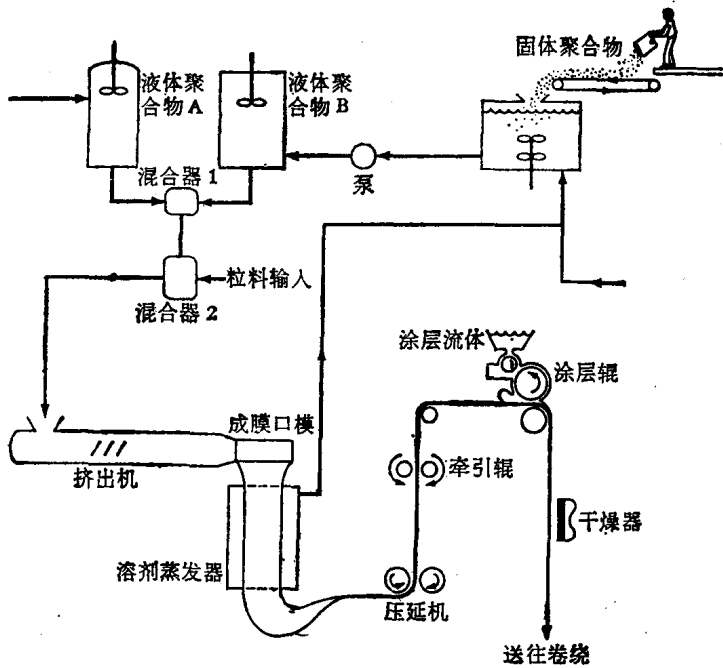 固体聚合物
液体聚
合物A
液体聚
合物B
混合器1
泵
混合器2
粒料输入
涂层流体
涂层辊
成膜口模
挤出机
牵引辊
干燥器
溶剂蒸发器
压延机
送往卷绕